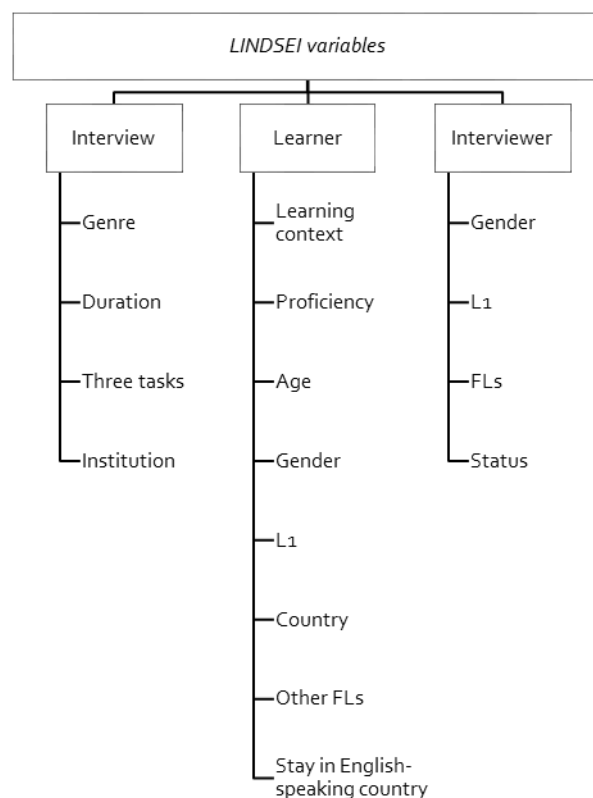 LINDSEI variables
Interview
Learner
Interviewer
Genre
Duration
Three tasks
Institution
Learning
context
Proficiency
Age
Gender
L1
Country
Other FLs
Stay in English-
speaking country
Gender
L1
FLs
Status